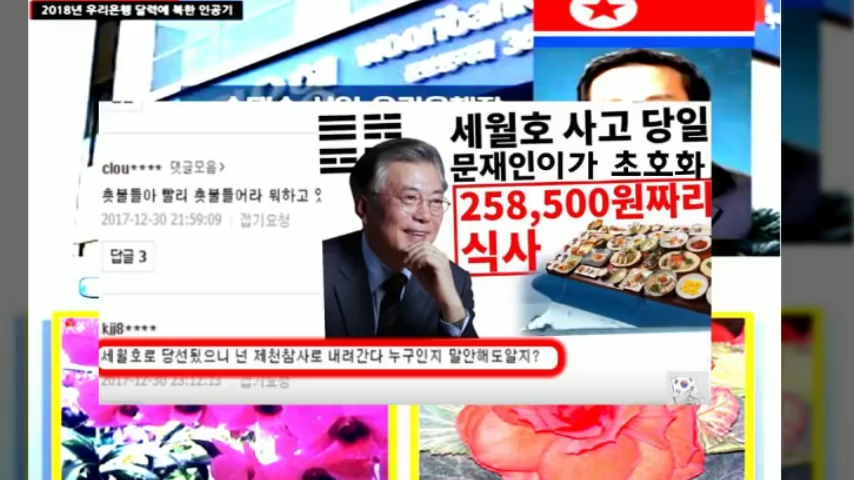 2018년 우리은행 달력에 북한 인공기
woori
세월호 사고 당일
문재인이가 초호화
258,500원짜리
식사
clou**** 댓글모음>
촛불들아 빨리 촛불들어라 뭐하고
2017-12-30 21:59:09 접기요청
답글 3
kjj8****
세월호로 당선됐으니 넌 제천참사로 내려간다 누구인지 말안해도알지?
2017-12-30 23:12:13 접기요청